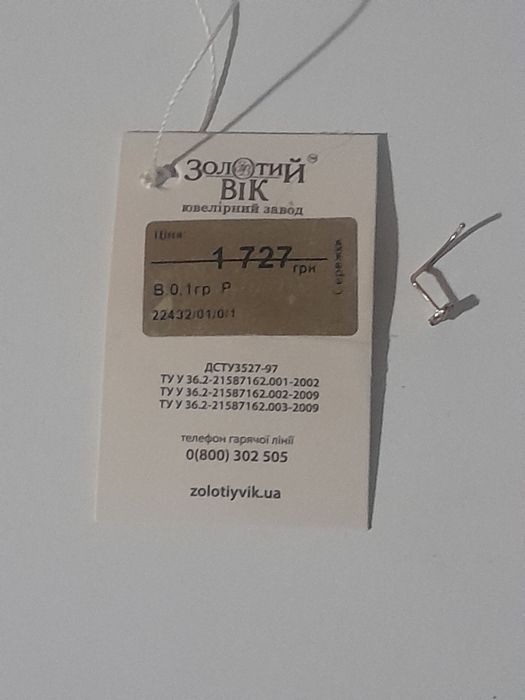 ЗОЛОТИЙ
ВІК
ювелірний завод
Ціна
1 727 грн
Сережки
В 0.1гр Р
22432/01/0/1
ДСТУ3527-97
ТУ У 36.2-21587162.001-2002
ТУ У 36.2-21587162.002-2009
ТУ У 36.2-21587162.003-2009
телефон гарячої лінії
0(800) 302 505
zolotiyvik.ua